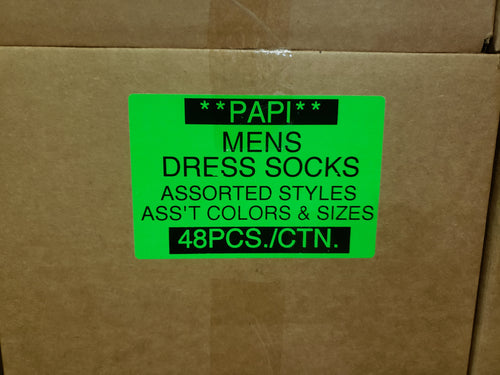 **PAPI**
MENS
DRESS SOCKS
ASSORTED STYLES
ASS'T COLORS & SIZES
48PCS./CTN.